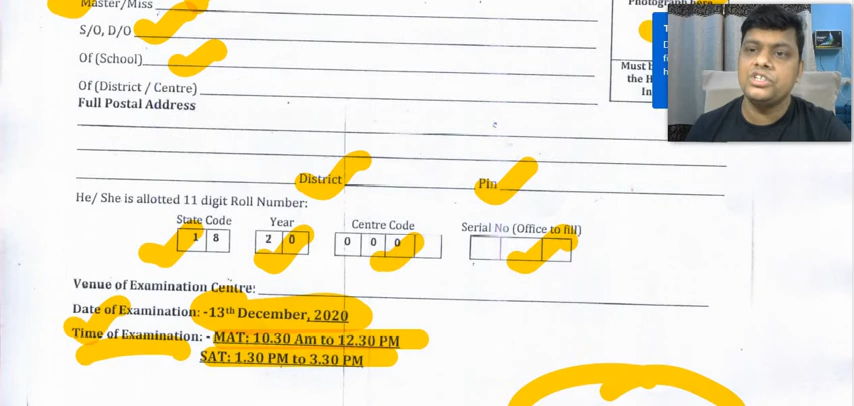 Master/Miss
Photograph here
S/O, D/O
Of (School)
Of (District / Centre)
Must b
the H
In
Full Postal Address
District Pin
He/ She is allotted 11 digit Roll Number:
State Code Year Centre Code Serial No (Office to fill)
1 8 2 0 0 0 0
Venue of Examination Centre:
Date of Examination: -13th December, 2020
Time of Examination: - MAT: 10.30 Am to 12.30 PM
SAT: 1.30 PM to 3.30 PM